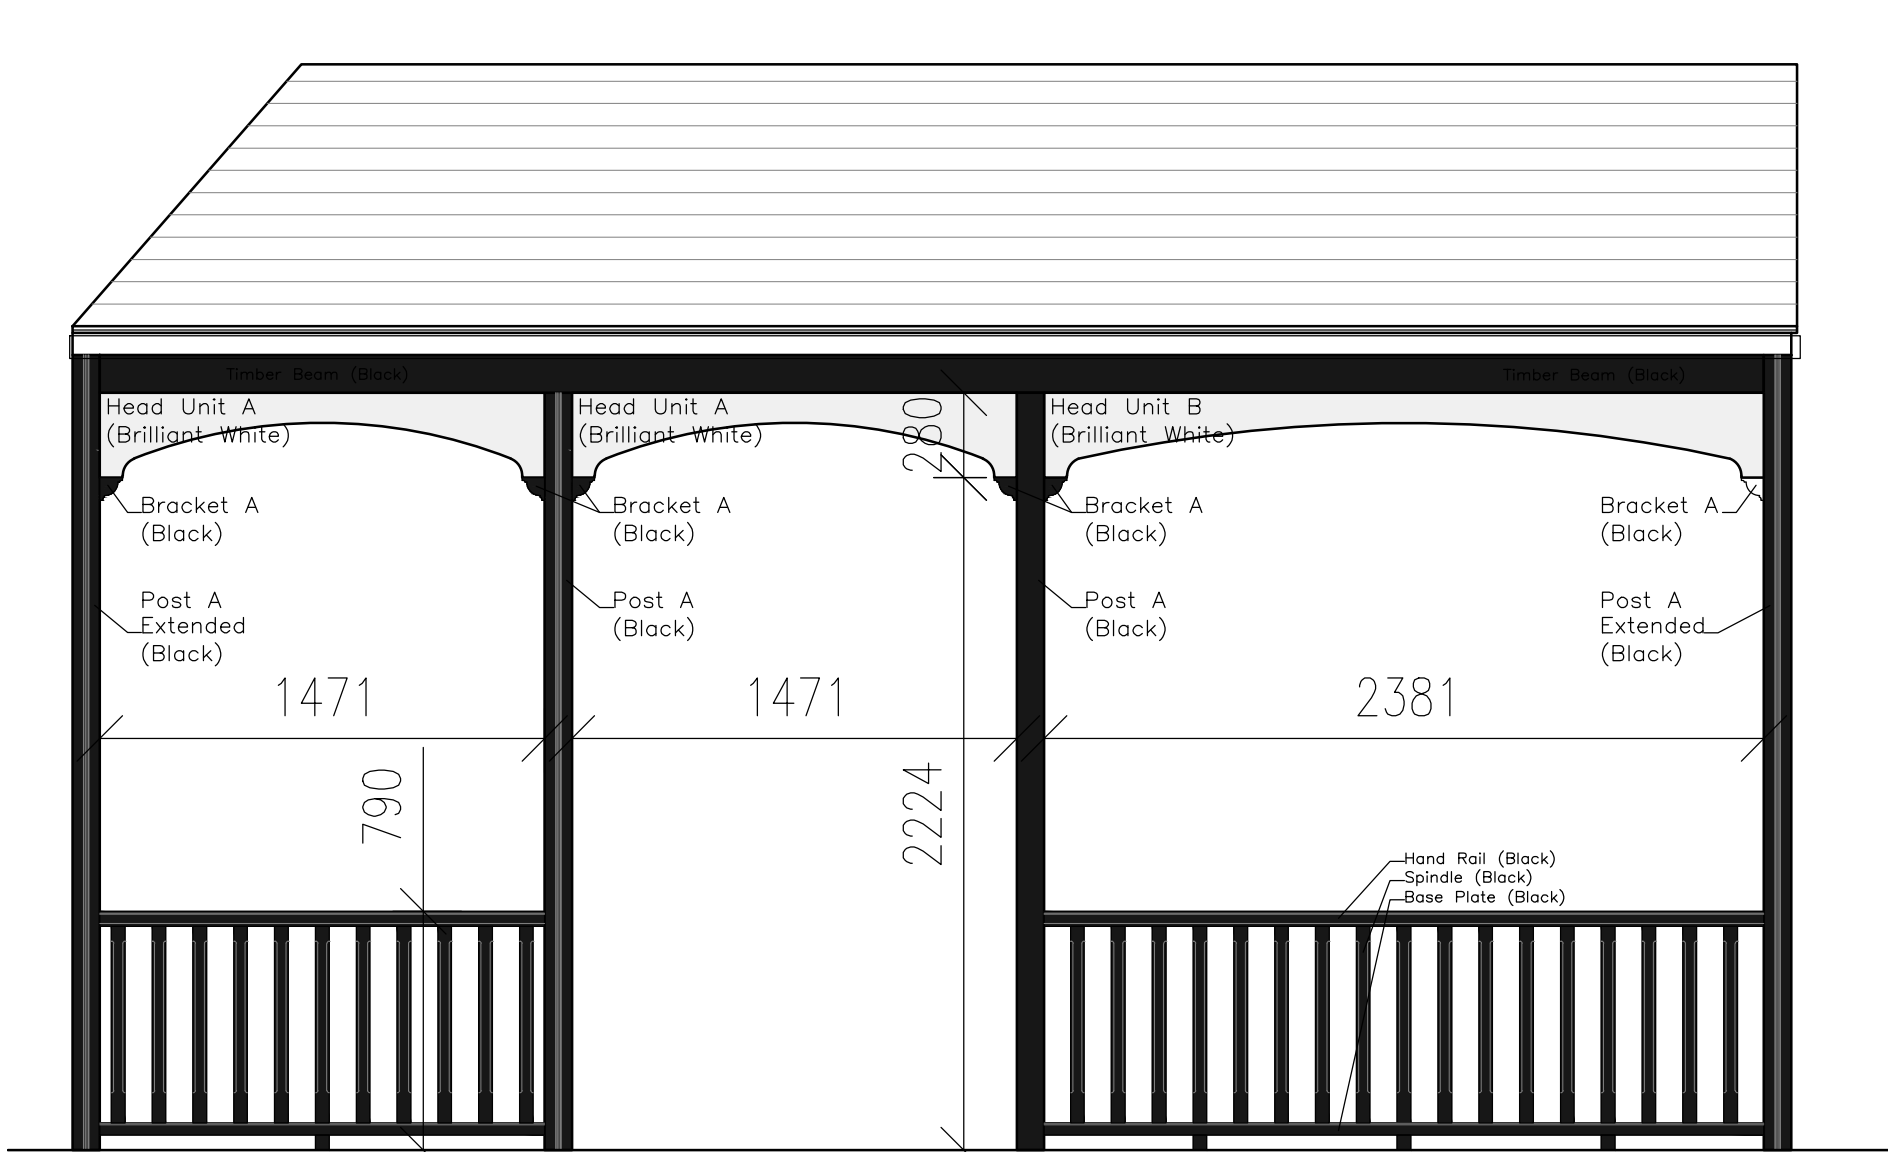 Timber Beam (Black)
Timber Beam (Black)
Head Unit A
(Brilliant White)
Head Unit A
(Brilliant White)
280
Head Unit B
(Brilliant White)
Bracket A
(Black)
Bracket A
(Black)
Bracket A
(Black)
Bracket A
(Black)
Post A
Extended
(Black)
Post A
(Black)
Post A
(Black)
Post A
Extended
(Black)
1471
1471
2381
790
2224
Hand Rail (Black)
Spindle (Black)
Base Plate (Black)